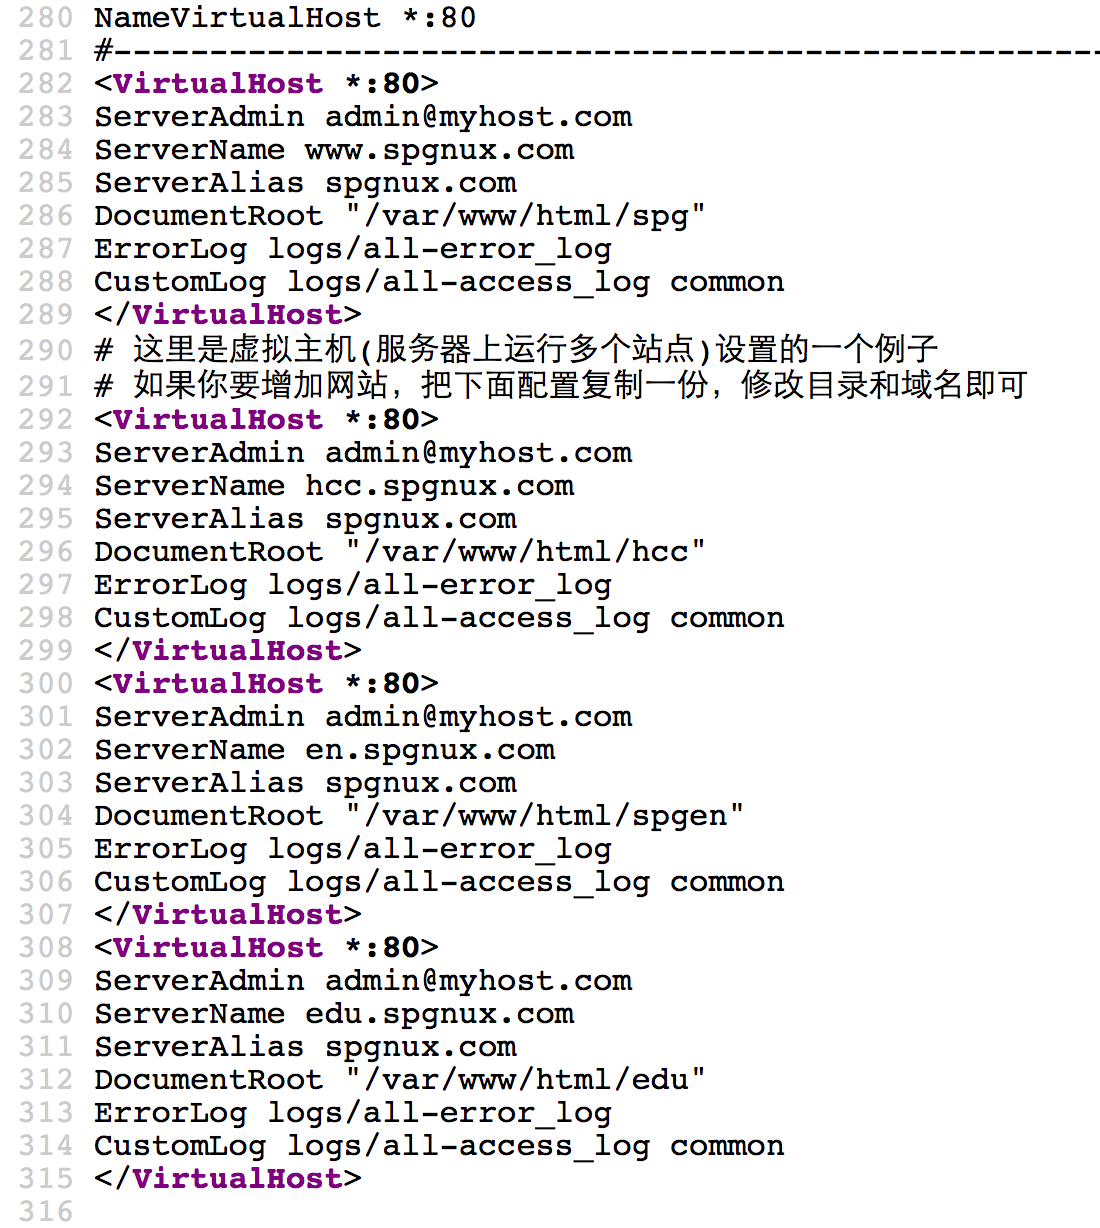 280 NameVirtualHost *:80
281 #----------------------------------------------------
282 <VirtualHost *:80>
283 ServerAdmin admin@myhost.com
284 ServerName www.spgnux.com
285 ServerAlias spgnux.com
286 DocumentRoot "/var/www/html/spg"
287 ErrorLog logs/all-error_log
288 CustomLog logs/all-access_log common
289 </VirtualHost>
290 # 这里是虚拟主机(服务器上运行多个站点)设置的一个例子
291 # 如果你要增加网站，把下面配置复制一份，修改目录和域名即可
292 <VirtualHost *:80>
293 ServerAdmin admin@myhost.com
294 ServerName hcc.spgnux.com
295 ServerAlias spgnux.com
296 DocumentRoot "/var/www/html/hcc"
297 ErrorLog logs/all-error_log
298 CustomLog logs/all-access_log common
299 </VirtualHost>
300 <VirtualHost *:80>
301 ServerAdmin admin@myhost.com
302 ServerName en.spgnux.com
303 ServerAlias spgnux.com
304 DocumentRoot "/var/www/html/spgen"
305 ErrorLog logs/all-error_log
306 CustomLog logs/all-access_log common
307 </VirtualHost>
308 <VirtualHost *:80>
309 ServerAdmin admin@myhost.com
310 ServerName edu.spgnux.com
311 ServerAlias spgnux.com
312 DocumentRoot "/var/www/html/edu"
313 ErrorLog logs/all-error_log
314 CustomLog logs/all-access_log common
315 </VirtualHost>
316